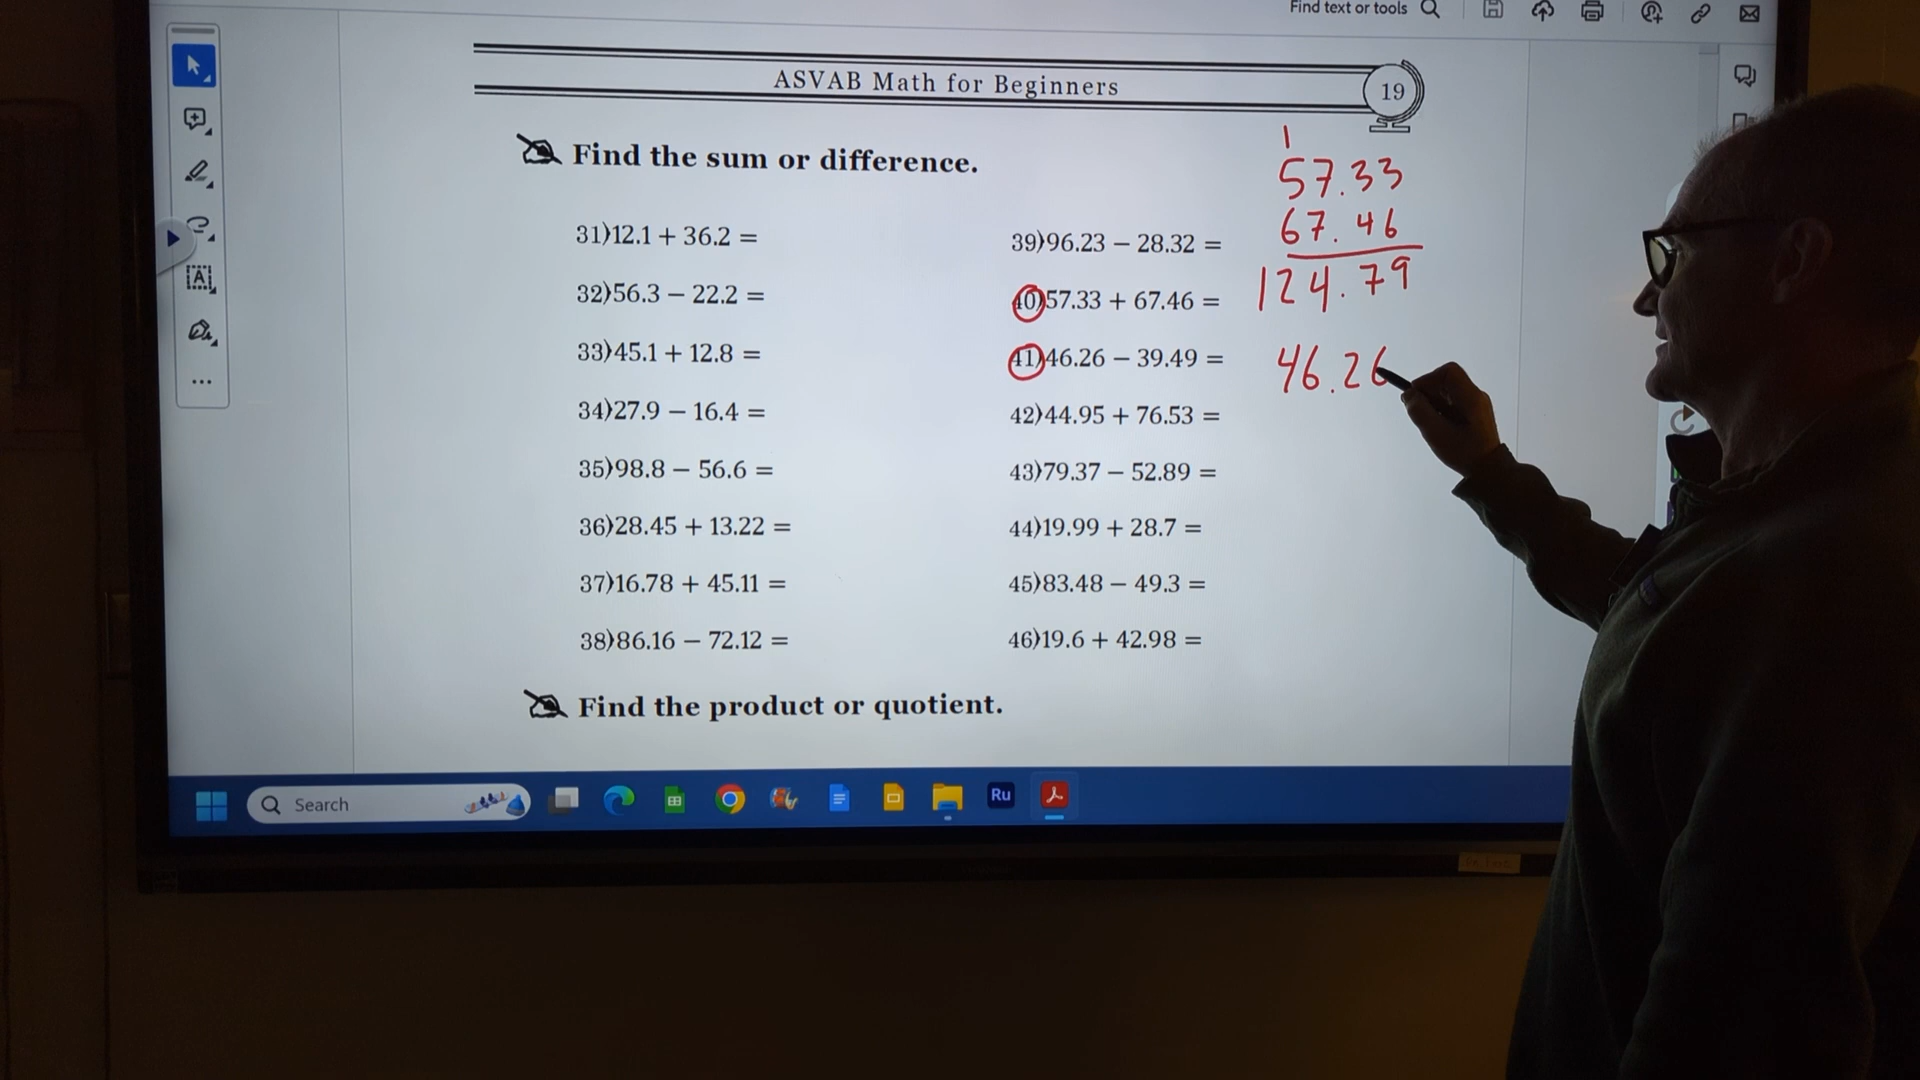 Find text or tools
ASVAB Math for Beginners
19
Find the sum or difference.
31)12.1 + 36.2 =
32)56.3 − 22.2 =
33)45.1 + 12.8 =
34)27.9 − 16.4 =
35)98.8 − 56.6 =
36)28.45 + 13.22 =
37)16.78 + 45.11 =
38)86.16 − 72.12 =
39)96.23 − 28.32 =
40)57.33 + 67.46 =
41)46.26 − 39.49 =
42)44.95 + 76.53 =
43)79.37 − 52.89 =
44)19.99 + 28.7 =
45)83.48 − 49.3 =
46)19.6 + 42.98 =
1
57.33
67.46
124.79
46.26
Find the product or quotient.
Search
Ru